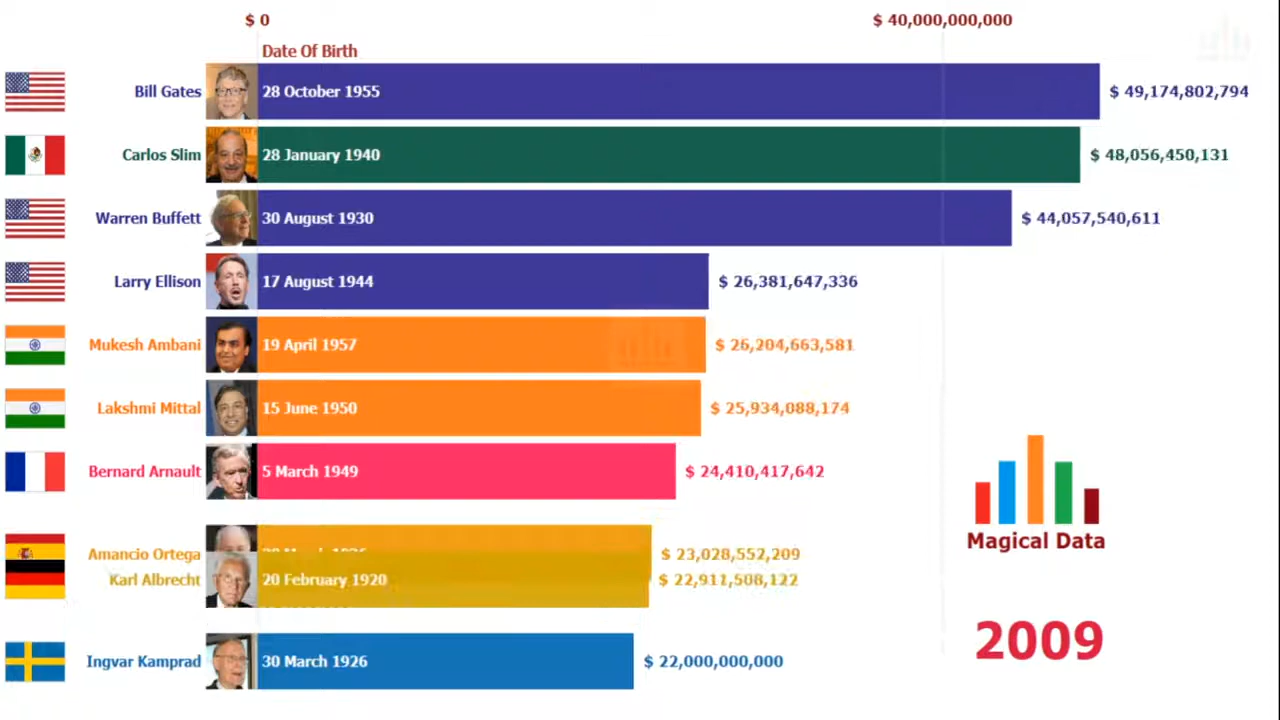 $ 0 $ 40,000,000,000
Date Of Birth
Bill Gates 28 October 1955 $ 49,174,802,794
Carlos Slim 28 January 1940 $ 48,056,450,131
Warren Buffett 30 August 1930 $ 44,057,540,611
Larry Ellison 17 August 1944 $ 26,381,647,336
Mukesh Ambani 19 April 1957 $ 26,204,663,581
Lakshmi Mittal 15 June 1950 $ 25,934,088,174
Bernard Arnault 5 March 1949 $ 24,410,417,642
Amancio Ortega $ 23,028,552,209
Karl Albrecht 20 February 1920 $ 22,911,508,122
Ingvar Kamprad 30 March 1926 $ 22,000,000,000
Magical Data
2009